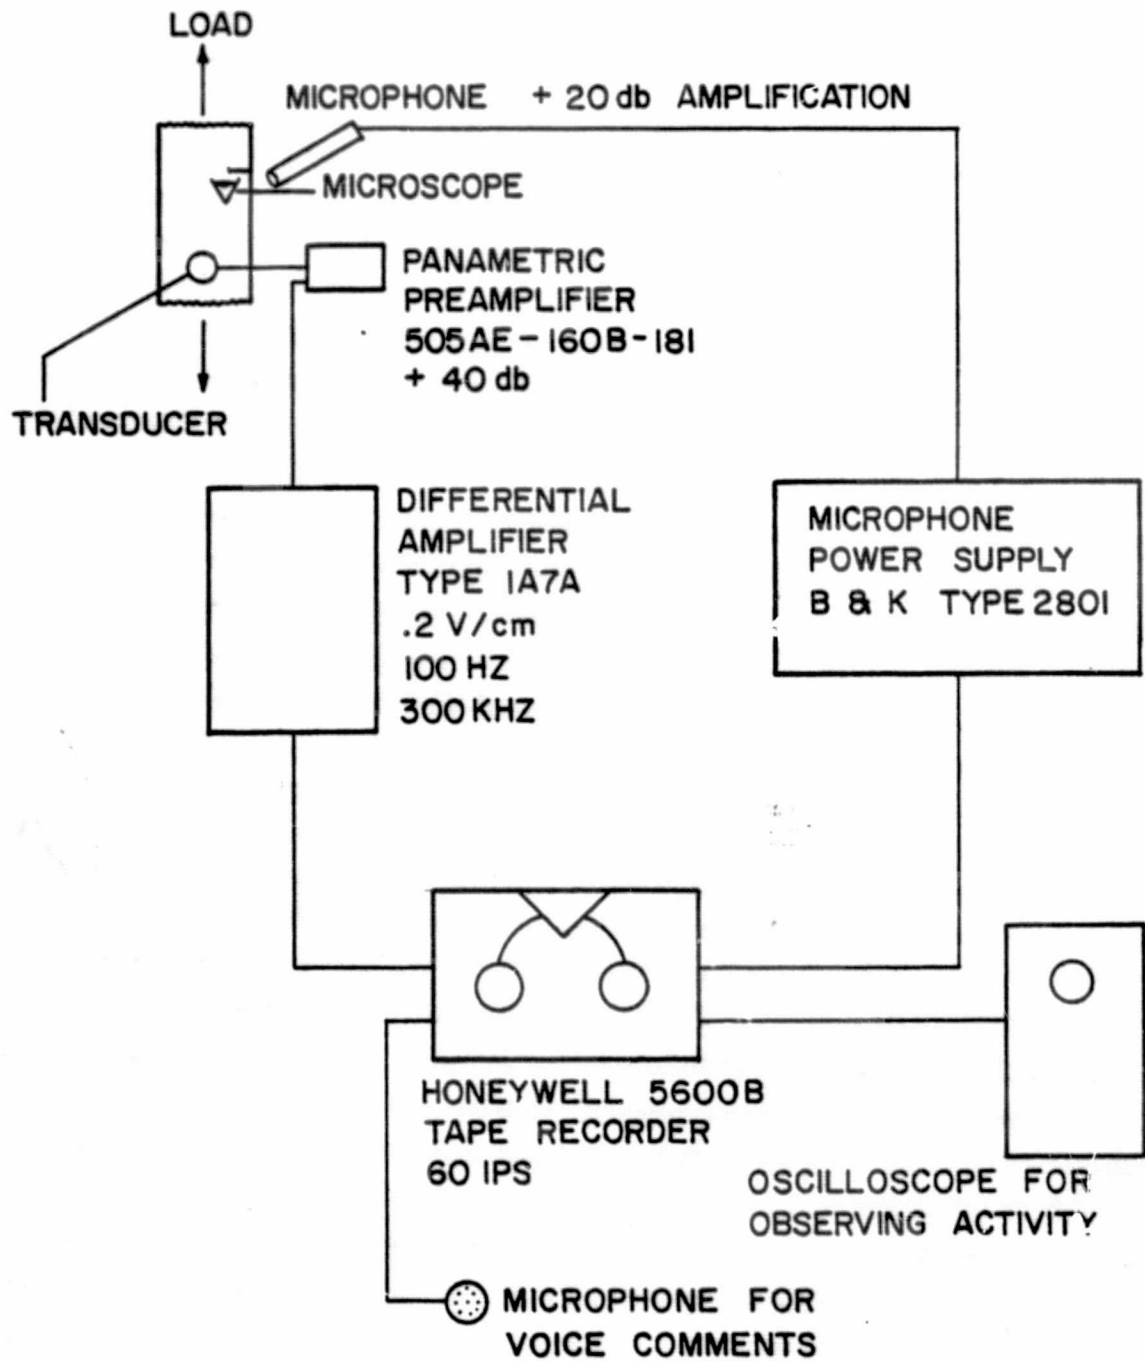 LOAD
MICROPHONE + 20 db AMPLIFICATION
MICROSCOPE
PANAMETRIC
PREAMPLIFIER
505AE-160B-181
+ 40 db
TRANSDUCER
DIFFERENTIAL
AMPLIFIER
TYPE 1A7A
.2 V/cm
100 HZ
300 KHZ
MICROPHONE
POWER SUPPLY
B & K TYPE 2801
HONEYWELL 5600B
TAPE RECORDER
60 IPS
OSCILLOSCOPE FOR
OBSERVING ACTIVITY
MICROPHONE FOR
VOICE COMMENTS